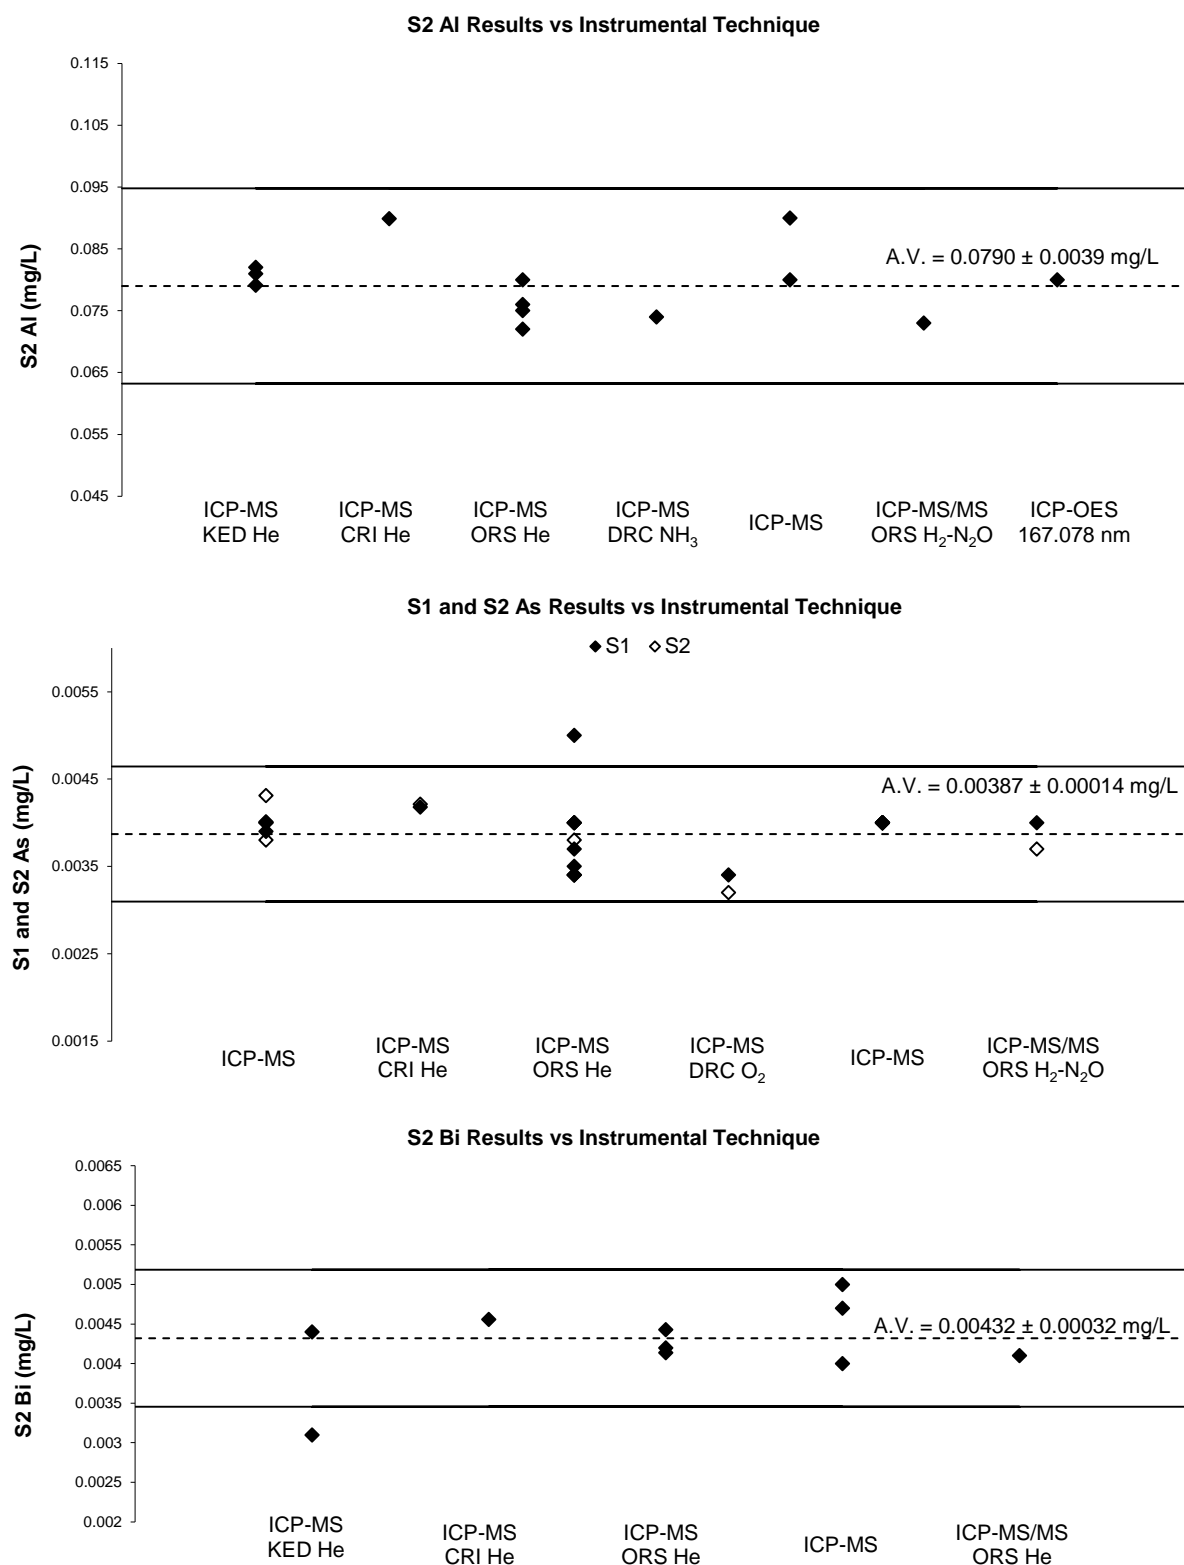 S2 Al Results vs Instrumental Technique
0.115
0.105
0.095
0.085
0.075
0.065
0.055
0.045
S2 Al (mg/L)
A.V. = 0.0790 ± 0.0039 mg/L
ICP-MS
KED He
ICP-MS
CRI He
ICP-MS
ORS He
ICP-MS
DRC NH₃
ICP-MS
ICP-MS/MS
ORS H₂-N₂O
ICP-OES
167.078 nm
S1 and S2 As Results vs Instrumental Technique
S1 S2
0.0055
0.0045
0.0035
0.0025
0.0015
S1 and S2 As (mg/L)
A.V. = 0.00387 ± 0.00014 mg/L
ICP-MS
ICP-MS
CRI He
ICP-MS
ORS He
ICP-MS
DRC O₂
ICP-MS
ICP-MS/MS
ORS H₂-N₂O
S2 Bi Results vs Instrumental Technique
0.0065
0.006
0.0055
0.005
0.0045
0.004
0.0035
0.003
0.0025
0.002
S2 Bi (mg/L)
A.V. = 0.00432 ± 0.00032 mg/L
ICP-MS
KED He
ICP-MS
CRI He
ICP-MS
ORS He
ICP-MS
ICP-MS/MS
ORS He